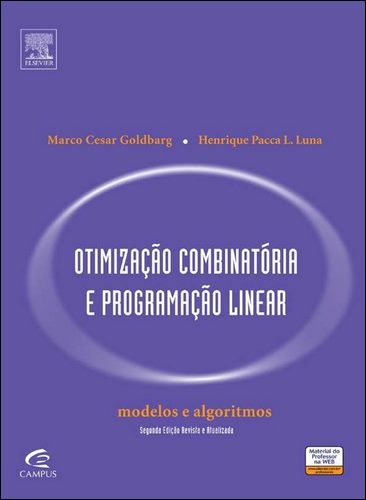 ELSEVIER
Marco Cesar Goldbarg • Henrique Pacca L. Luna
OTIMIZAÇÃO COMBINATÓRIA
E PROGRAMAÇÃO LINEAR
modelos e algoritmos
Segunda Edição Revista e Atualizada
Material do
Professor
na WEB
CAMPUS